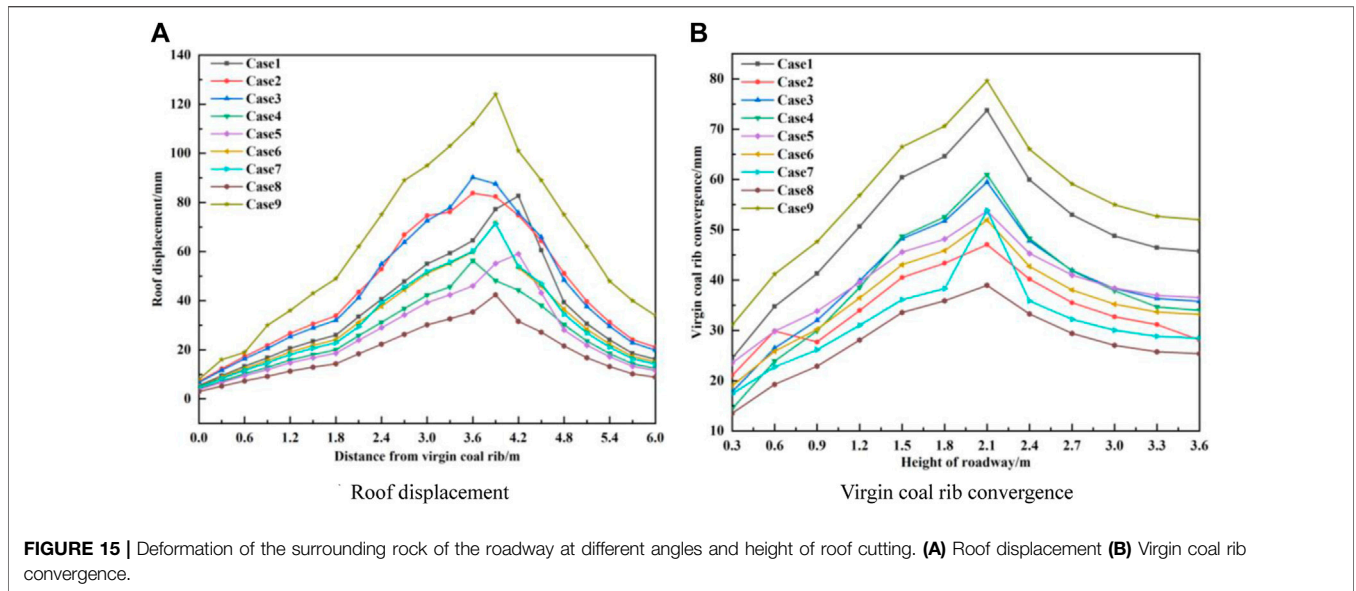 A
140
120
100
80
60
40
20
0
Roof displacement/mm
Case1
Case2
Case3
Case4
Case5
Case6
Case7
Case8
Case9
0.0 0.6 1.2 1.8 2.4 3.0 3.6 4.2 4.8 5.4 6.0
Distance from virgin coal rib/m
Roof displacement
B
80
70
60
50
40
30
20
10
Virgin coal rib convergence/mm
Case1
Case2
Case3
Case4
Case5
Case6
Case7
Case8
Case9
0.3 0.6 0.9 1.2 1.5 1.8 2.1 2.4 2.7 3.0 3.3 3.6
Height of roadway/m
Virgin coal rib convergence
FIGURE 15 | Deformation of the surrounding rock of the roadway at different angles and height of roof cutting. (A) Roof displacement (B) Virgin coal rib
convergence.